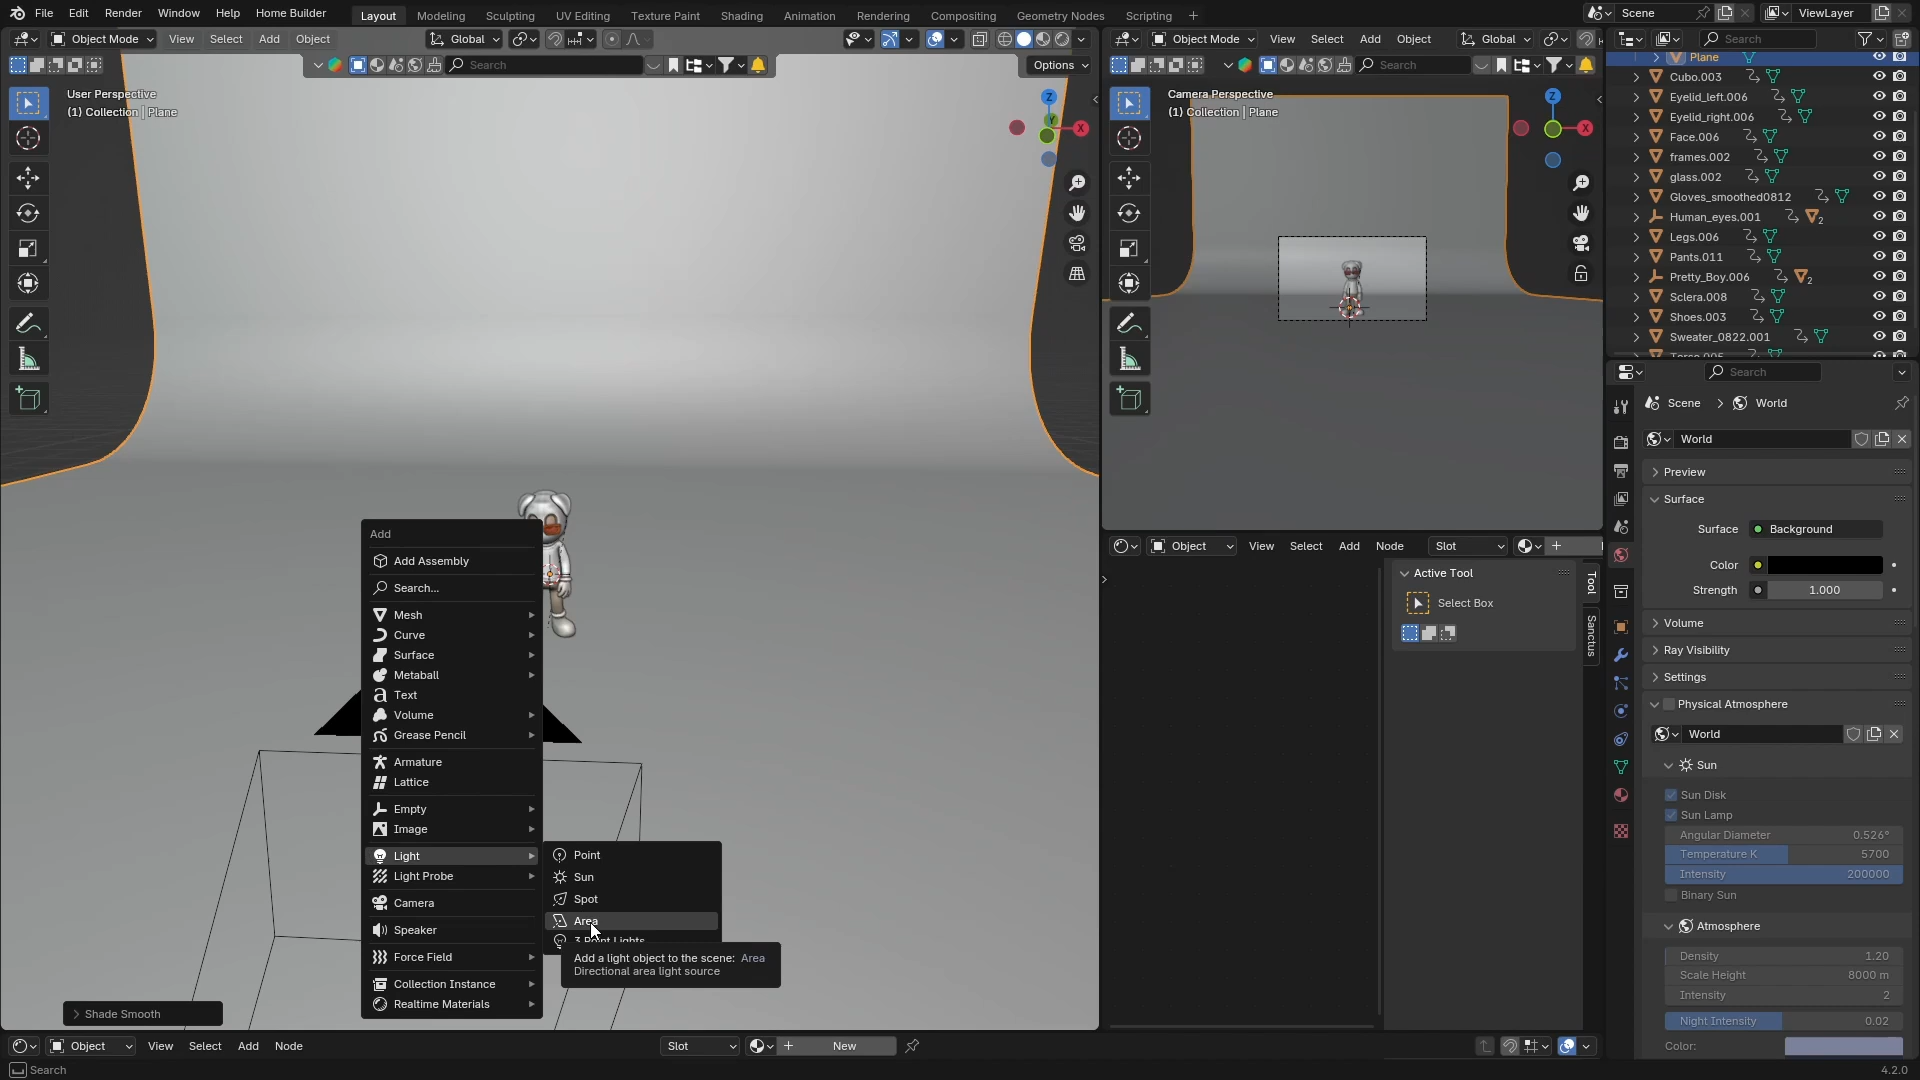 File Edit Render Window Help Home Builder Layout Modeling Sculpting UV Editing Texture Paint Shading Animation Rendering Compositing Geometry Nodes Scripting + Scene ViewLayer
Object Mode View Select Add Object Global Object Mode View Select Add Object Global Search
Search Options Search
User Perspective
(1) Collection | Plane
Camera Perspective
(1) Collection | Plane
Z
Y
X
Z
X
Plane
Cubo.003
Eyelid_left.006
Eyelid_right.006
Face.006
frames.002
glass.002
Gloves_smoothed0812
Human_eyes.001 2
Legs.006
Pants.011
Pretty_Boy.006 2
Sclera.008
Shoes.003
Sweater_0822.001
Torso.005
Search
Scene > World
World
Preview
Surface
Surface Background
Color
Strength 1.000
Volume
Ray Visibility
Settings
Physical Atmosphere
World
Sun
Sun Disk
Sun Lamp
Angular Diameter 0.526°
Temperature K 5700
Intensity 200000
Binary Sun
Atmosphere
Density 1.20
Scale Height 8000 m
Intensity 2
Night Intensity 0.02
Color:
Add
Add Assembly
Search...
Mesh
Curve
Surface
Metaball
Text
Volume
Grease Pencil
Armature
Lattice
Empty
Image
Light
Light Probe
Camera
Speaker
Force Field
Collection Instance
Realtime Materials
Point
Sun
Spot
Area
3 Point Lights
Add a light object to the scene: Area
Directional area light source
Object View Select Add Node Slot
Active Tool
Select Box
Tool
Sanctus
Shade Smooth
Object View Select Add Node Slot New
Search
4.2.0